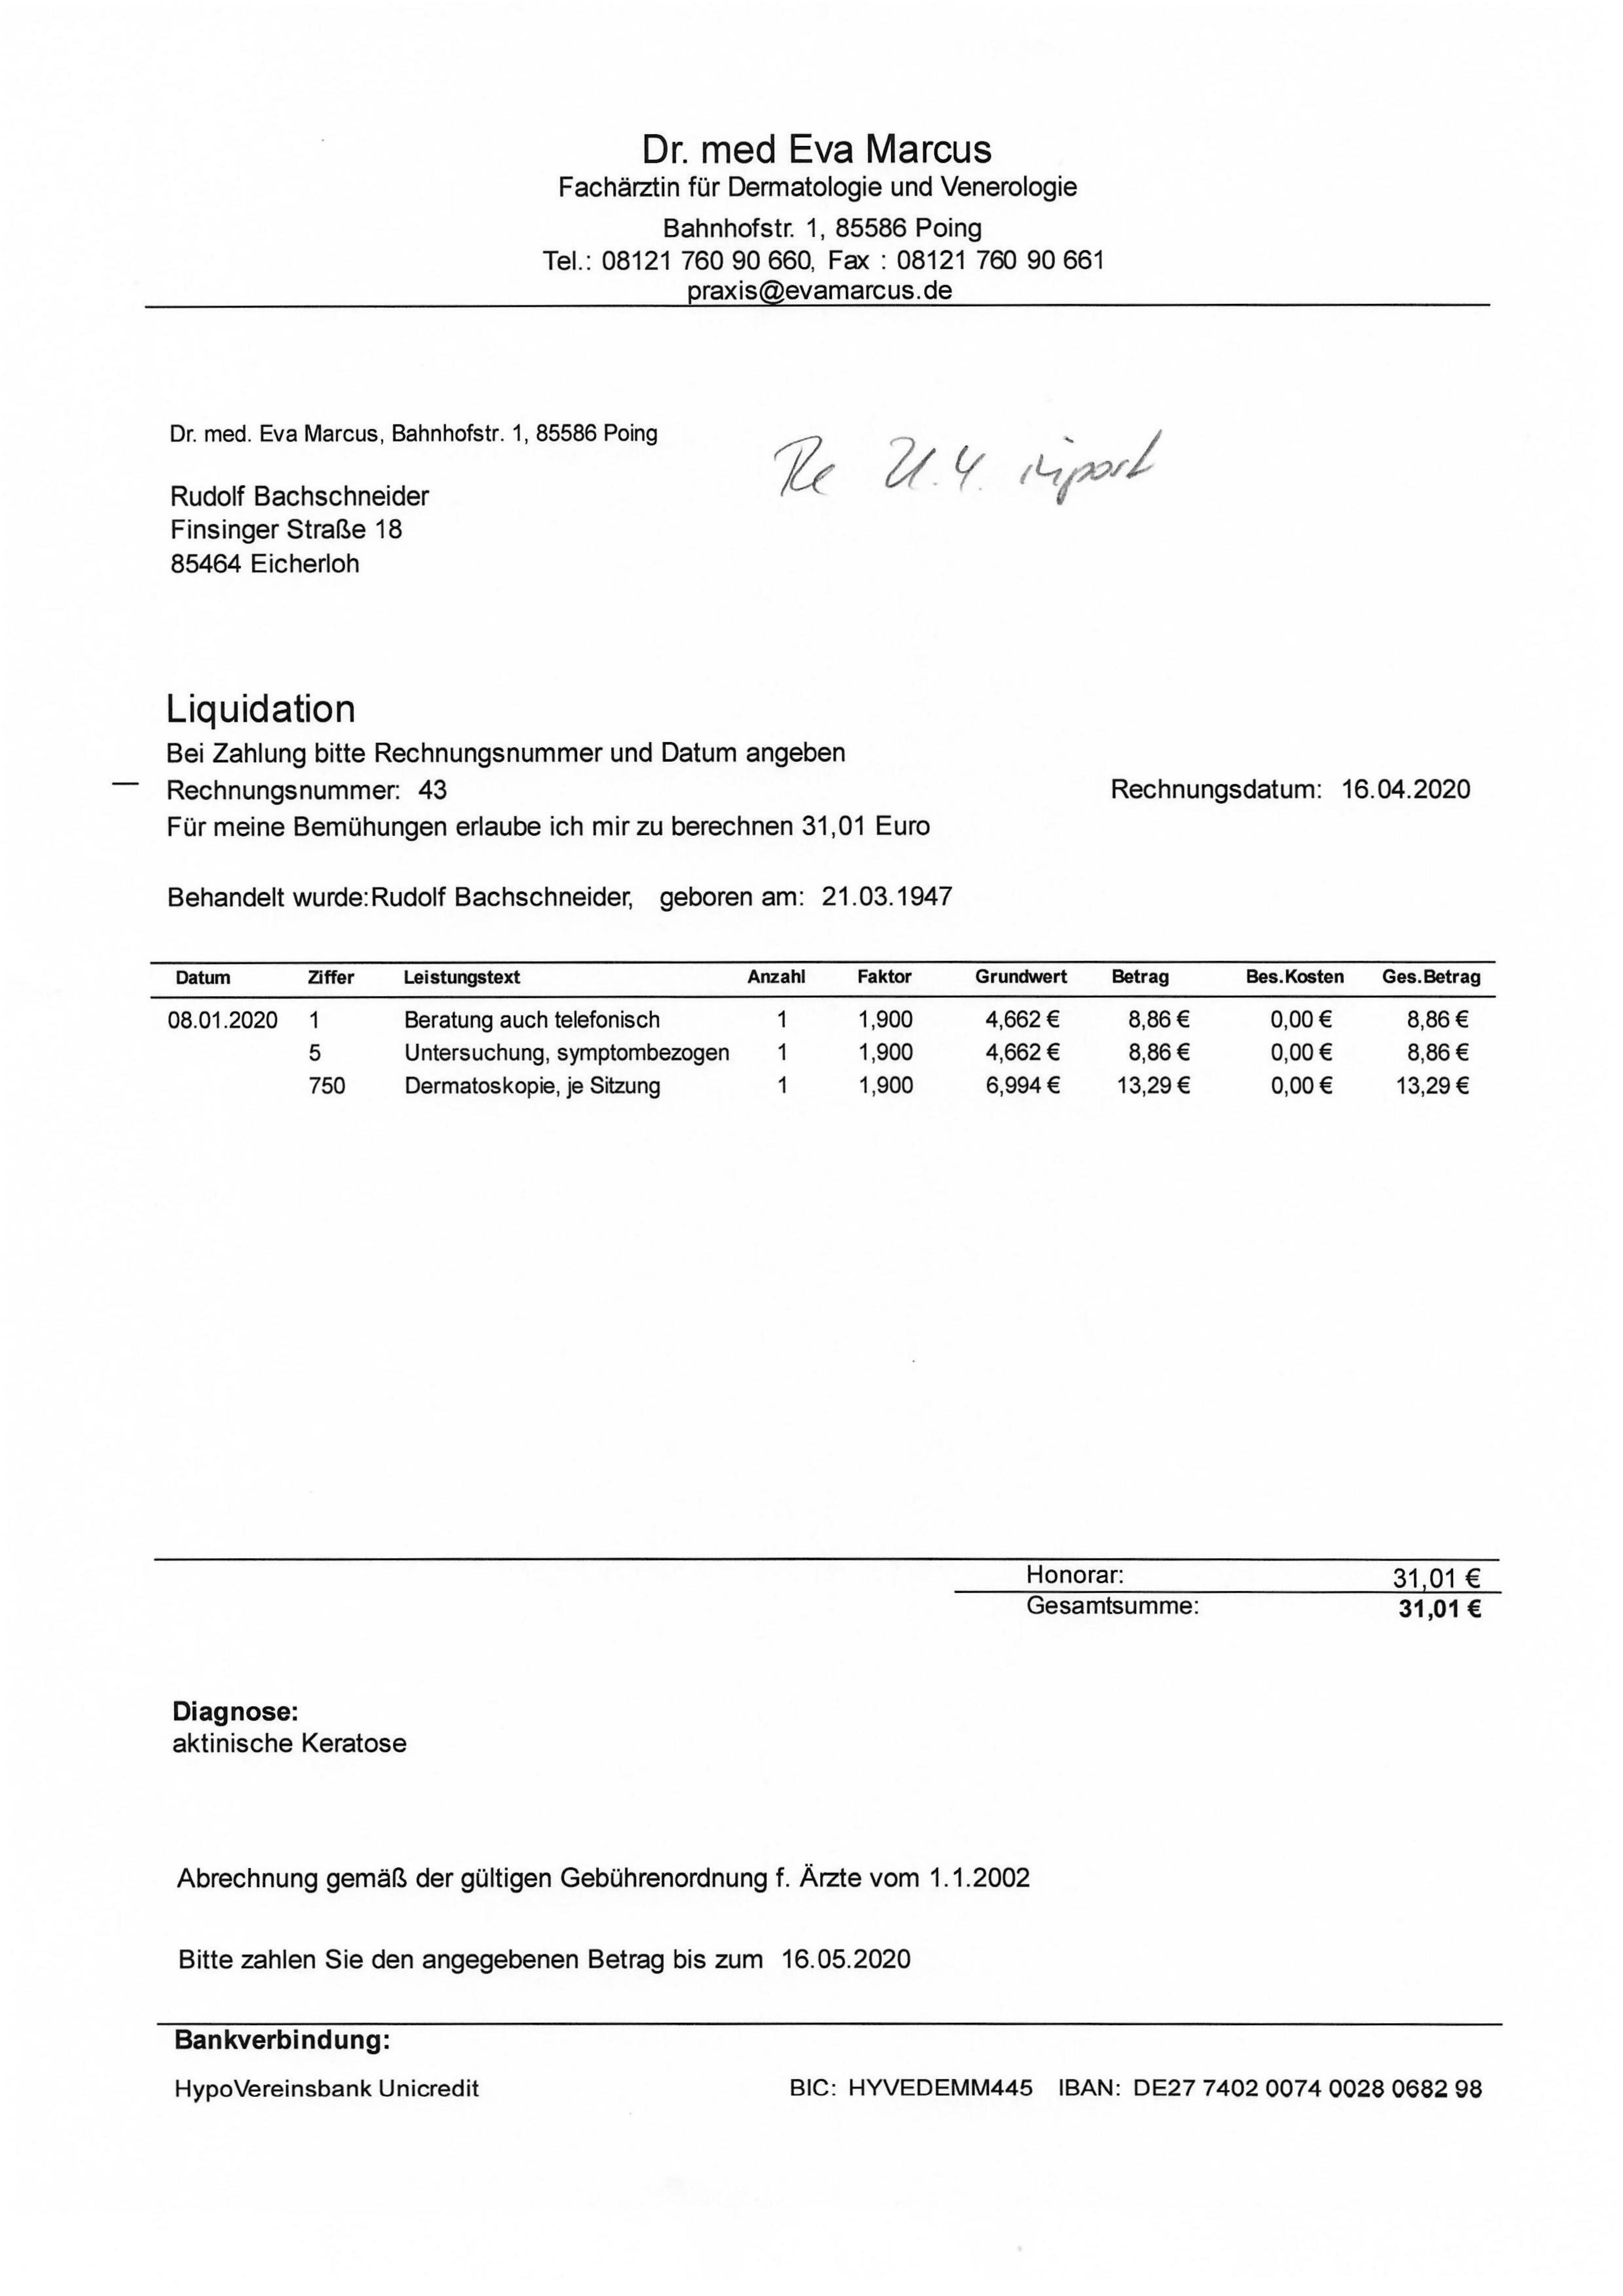 Dr. med Eva Marcus
Fachärztin für Dermatologie und Venerologie
Bahnhofstr. 1, 85586 Poing
Tel.: 08121 760 90 660, Fax : 08121 760 90 661
praxis@evamarcus.de
Dr. med. Eva Marcus, Bahnhofstr. 1, 85586 Poing
Rudolf Bachschneider
Finsinger Straße 18
85464 Eicherloh
Liquidation
Bei Zahlung bitte Rechnungsnummer und Datum angeben
Rechnungsnummer: 43 Rechnungsdatum: 16.04.2020
Für meine Bemühungen erlaube ich mir zu berechnen 31,01 Euro
Behandelt wurde:Rudolf Bachschneider, geboren am: 21.03.1947
Datum Ziffer Leistungstext Anzahl Faktor Grundwert Betrag Bes.Kosten Ges.Betrag
08.01.2020 1 Beratung auch telefonisch 1 1,900 4,662 € 8,86 € 0,00 € 8,86 €
5 Untersuchung, symptombezogen 1 1,900 4,662 € 8,86 € 0,00 € 8,86 €
750 Dermatoskopie, je Sitzung 1 1,900 6,994 € 13,29 € 0,00 € 13,29 €
Honorar: 31,01 €
Gesamtsumme: 31,01 €
Diagnose:
aktinische Keratose
Abrechnung gemäß der gültigen Gebührenordnung f. Ärzte vom 1.1.2002
Bitte zahlen Sie den angegebenen Betrag bis zum 16.05.2020
Bankverbindung:
HypoVereinsbank Unicredit BIC: HYVEDEMM445 IBAN: DE27 7402 0074 0028 0682 98